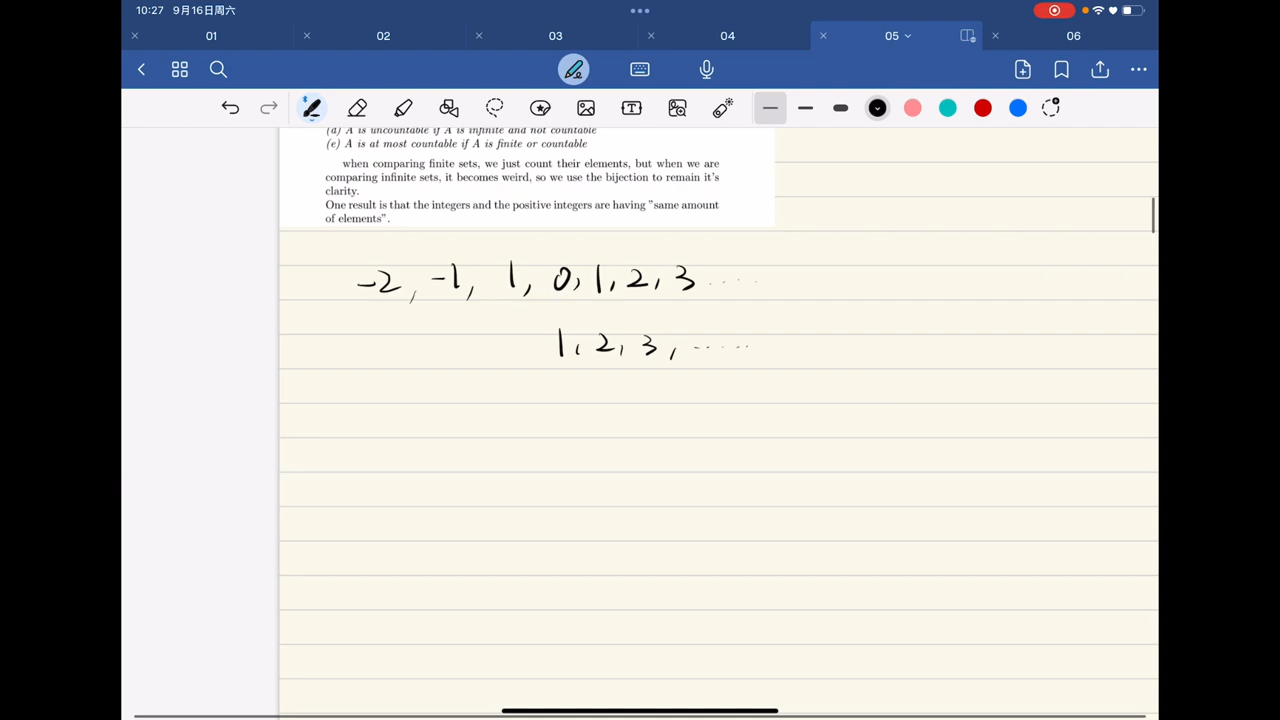 10:27 9月16日周六
01 02 03 04 05 06
(d) A is uncountable if A is infinite and not countable
(e) A is at most countable if A is finite or countable
when comparing finite sets, we just count their elements, but when we are
comparing infinite sets, it becomes weird, so we use the bijection to remain it's
clarity.
One result is that the integers and the positive integers are having "same amount
of elements".
-2, -1, 1, 0, 1, 2, 3 ....
1, 2, 3, .....